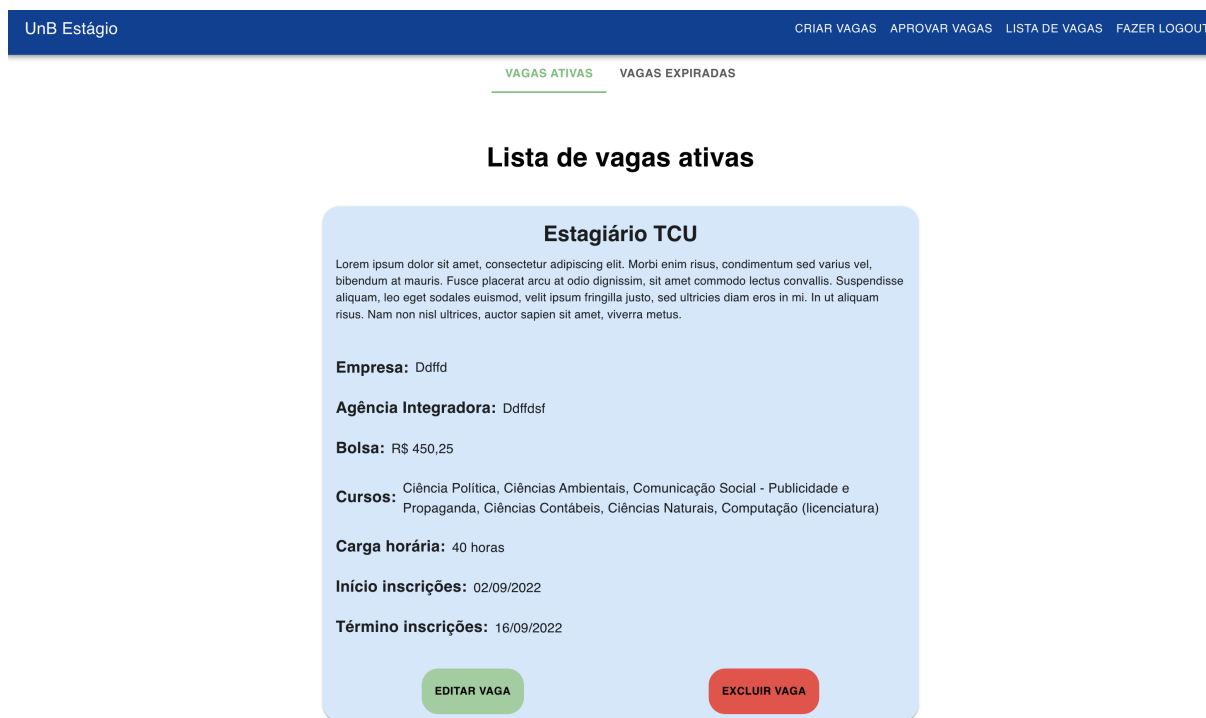 UnB Estágio
CRIAR VAGAS APROVAR VAGAS LISTA DE VAGAS FAZER LOGOUT
VAGAS ATIVAS VAGAS EXPIRADAS
Lista de vagas ativas
Estagiário TCU
Lorem ipsum dolor sit amet, consectetur adipiscing elit. Morbi enim risus, condimentum sed varius vel,
bibendum at mauris. Fusce placerat arcu at odio dignissim, sit amet commodo lectus convallis. Suspendisse
aliquam, leo eget sodales euismod, velit ipsum fringilla justo, sed ultricies diam eros in mi. In ut aliquam
risus. Nam non nisl ultrices, auctor sapien sit amet, viverra metus.
Empresa: Ddffd
Agência Integradora: Ddffdsf
Bolsa: R$ 450,25
Cursos: Ciência Política, Ciências Ambientais, Comunicação Social - Publicidade e
Propaganda, Ciências Contábeis, Ciências Naturais, Computação (licenciatura)
Carga horária: 40 horas
Início inscrições: 02/09/2022
Término inscrições: 16/09/2022
EDITAR VAGA EXCLUIR VAGA